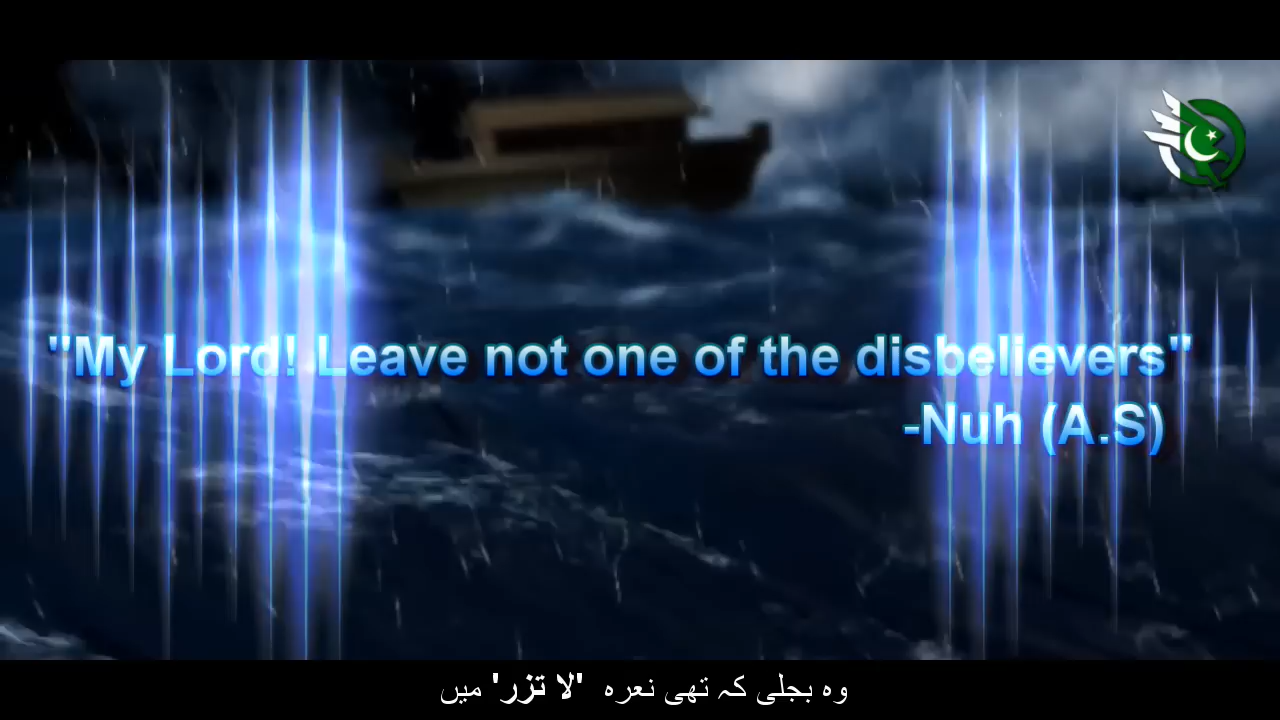 "My Lord! Leave not one of the disbelievers"
-Nuh (A.S)
وہ بجلی کہ تھی نعرہ 'لا تزر' میں